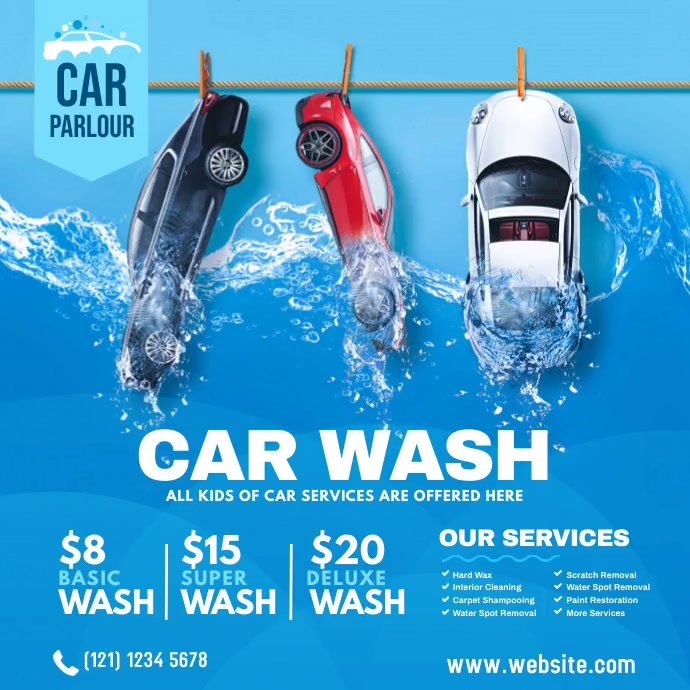 CAR
PARLOUR
CAR WASH
ALL KIDS OF CAR SERVICES ARE OFFERED HERE
$8
BASIC
WASH
$15
SUPER
WASH
$20
DELUXE
WASH
OUR SERVICES
Hard Wax
Interior Cleaning
Carpet Shampooing
Water Spot Removal
Scratch Removal
Water Spot Removal
Paint Restoration
More Services
(121) 1234 5678
www.website.com